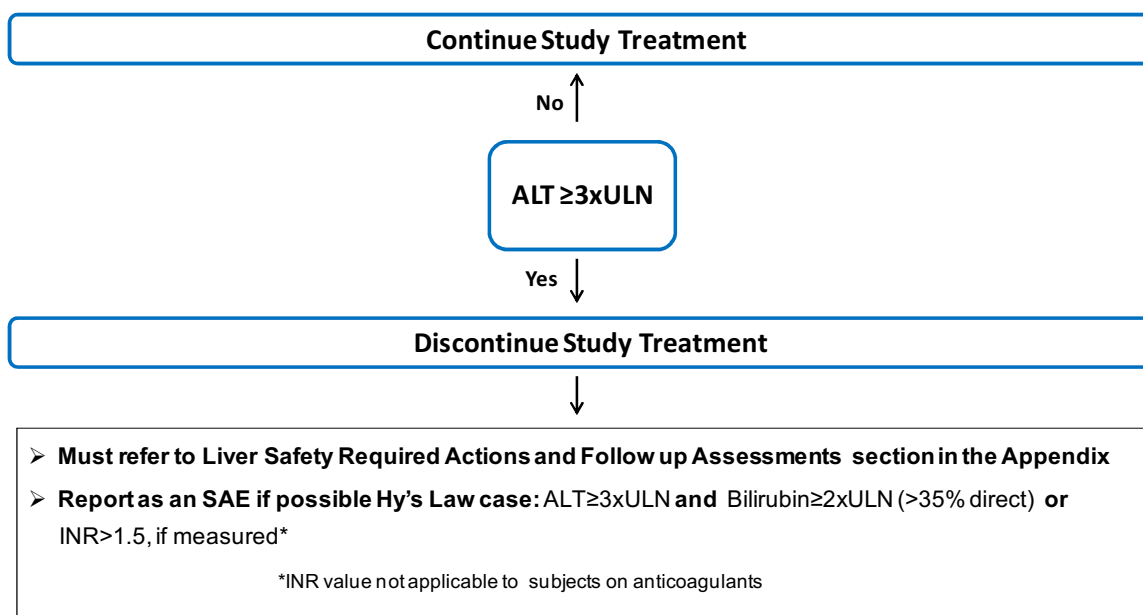 Continue Study Treatment
No
ALT ≥3xULN
Yes
Discontinue Study Treatment
➢ Must refer to Liver Safety Required Actions and Follow up Assessments section in the Appendix
➢ Report as an SAE if possible Hy's Law case: ALT≥3xULN and Bilirubin≥2xULN (>35% direct) or
INR>1.5, if measured*
*INR value not applicable to subjects on anticoagulants